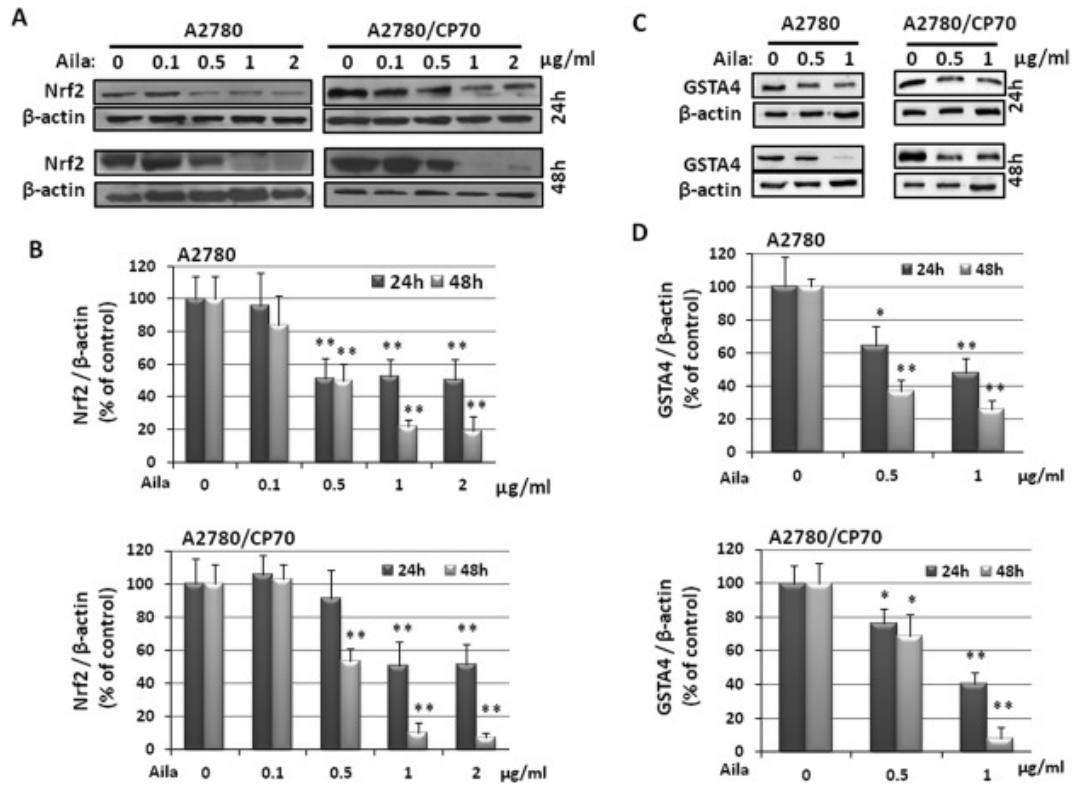 A
A2780 A2780/CP70
Aila: 0 0.1 0.5 1 2 0 0.1 0.5 1 2 µg/ml
Nrf2
24h
β-actin
Nrf2
48h
β-actin
B
A2780
120
100
80
60
40
20
0
Nrf2 / β-actin
(% of control)
24h 48h
** ** ** ** ** **
Aila 0 0.1 0.5 1 2 µg/ml
A2780/CP70
120
100
80
60
40
20
0
Nrf2 / β-actin
(% of control)
24h 48h
** ** ** ** **
Aila 0 0.1 0.5 1 2 µg/ml
C
A2780 A2780/CP70
Aila: 0 0.5 1 0 0.5 1 µg/ml
GSTA4
24h
β-actin
GSTA4
48h
β-actin
D
A2780
120
100
80
60
40
20
0
GSTA4 / β-actin
(% of control)
24h 48h
* ** ** **
Aila 0 0.5 1 µg/ml
A2780/CP70
120
100
80
60
40
20
0
GSTA4 / β-actin
(% of control)
24h 48h
* * ** **
Aila 0 0.5 1 µg/ml